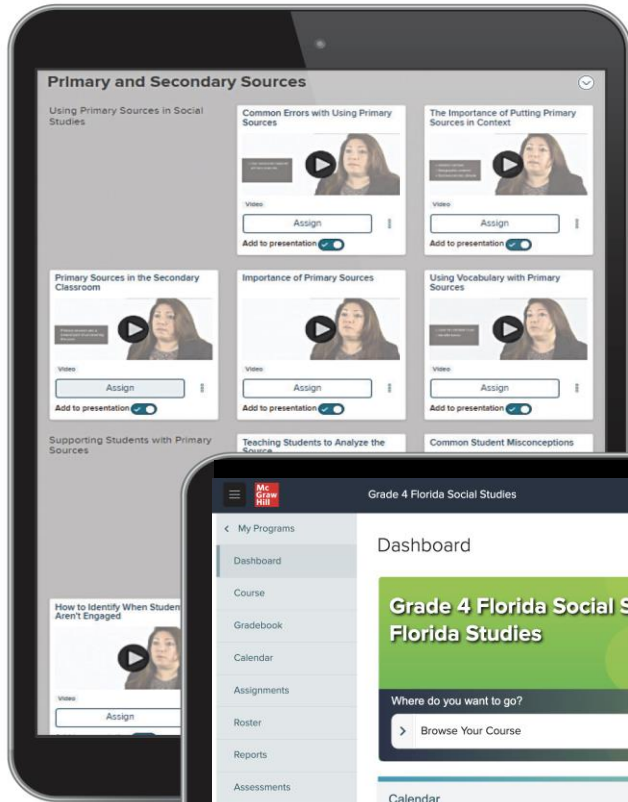 Primary and Secondary Sources
Using Primary Sources in Social
Studies
Common Errors with Using Primary
Sources
Video
Assign
Add to presentation
The Importance of Putting Primary
Sources in Context
Video
Assign
Add to presentation
Primary Sources in the Secondary
Classroom
Video
Assign
Add to presentation
Importance of Primary Sources
Video
Assign
Add to presentation
Using Vocabulary with Primary
Sources
Video
Assign
Add to presentation
Supporting Students with Primary
Sources
Teaching Students to Analyze the
Source
Common Student Misconceptions
How to Identify When Studen
Aren't Engaged
Video
Assign
Mc
Graw
Hill
Grade 4 Florida Social Studies
My Programs
Dashboard
Course
Gradebook
Calendar
Assignments
Roster
Reports
Assessments
Dashboard
Grade 4 Florida Social S
Florida Studies
Where do you want to go?
Browse Your Course
Calendar